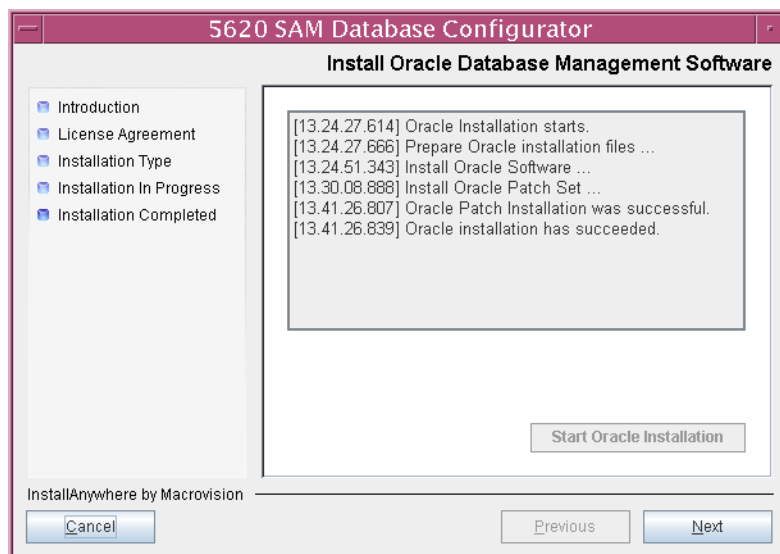 5620 SAM Database Configurator
Install Oracle Database Management Software
Introduction
License Agreement
Installation Type
Installation In Progress
Installation Completed
[13.24.27.614] Oracle Installation starts.
[13.24.27.666] Prepare Oracle installation files ...
[13.24.51.343] Install Oracle Software ...
[13.30.08.888] Install Oracle Patch Set ...
[13.41.26.807] Oracle Patch Installation was successful.
[13.41.26.839] Oracle installation has succeeded.
Start Oracle Installation
InstallAnywhere by Macrovision
Cancel
Previous
Next